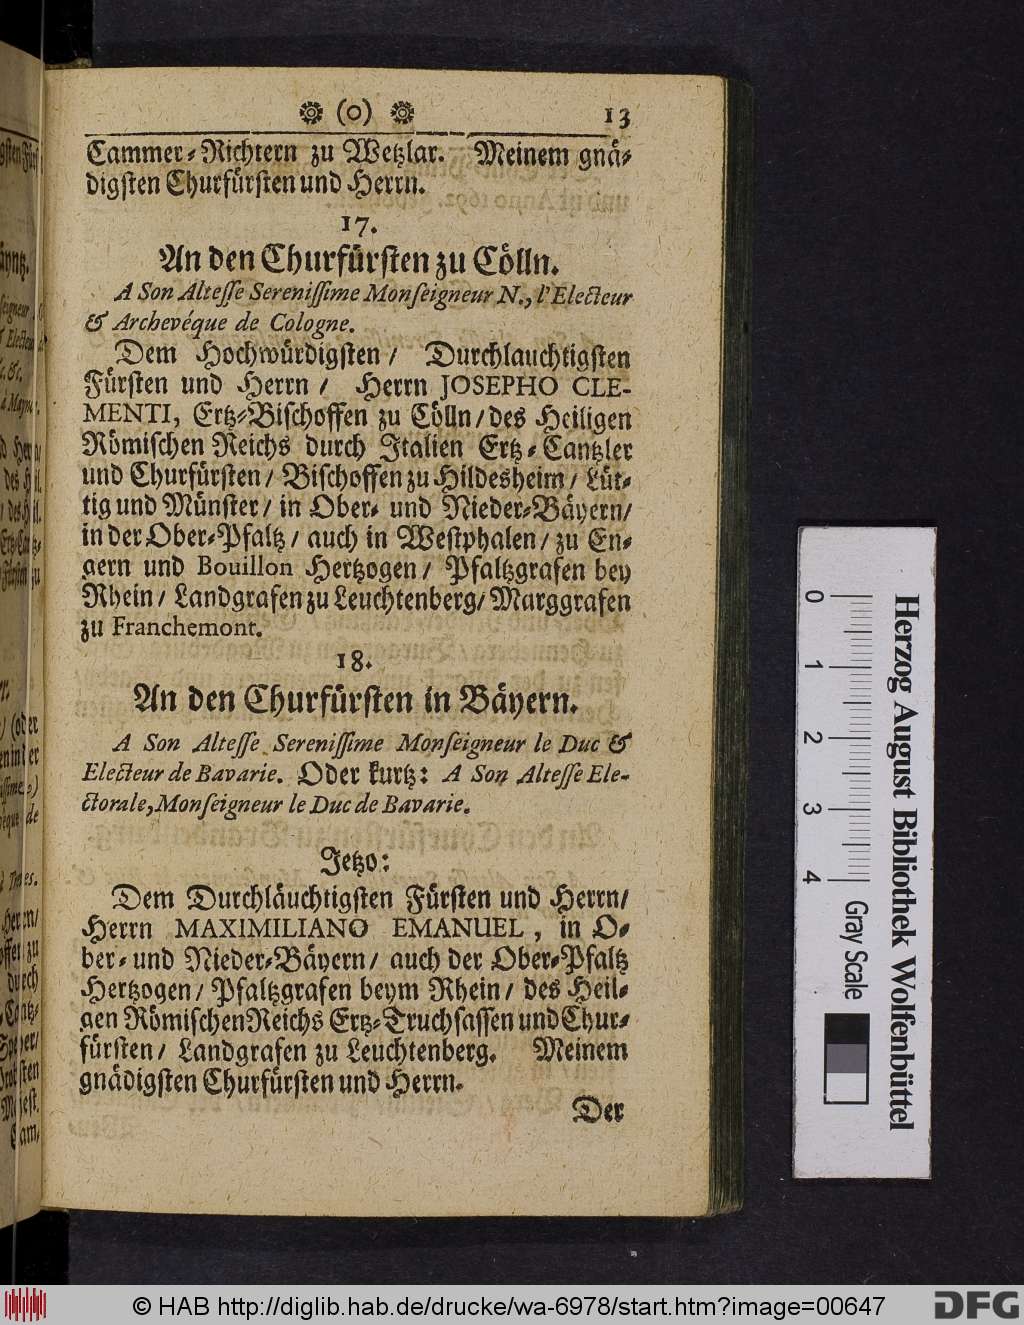 (o) 13
Cammer-Richtern zu Wetzlar. Meinem gnä-
digsten Churfürsten und Herrn.
17.
An den Churfürsten zu Cölln.
A Son Altesse Serenissime Monseigneur N., l'Electeur
& Archevéque de Cologne.
Dem Hochwürdigsten / Durchlauchtigsten
Fürsten und Herrn / Herrn JOSEPHO CLE-
MENTI, Ertz-Bischoffen zu Cölln / des Heiligen
Römischen Reichs durch Italien Ertz-Cantzler
und Churfürsten / Bischoffen zu Hildesheim / Lüt-
tig und Münster / in Ober- und Nieder-Bäyern/
in der Ober-Pfaltz / auch in Westphalen / zu En-
gern und Bouillon Hertzogen / Pfaltzgrafen bey
Rhein / Landgrafen zu Leuchtenberg / Marggrafen
zu Franchemont.
18.
An den Churfürsten in Bäyern.
A Son Altesse Serenissime Monseigneur le Duc &
Electeur de Bavarie. Oder kurtz: A Son Altesse Ele-
ctorale, Monseigneur le Duc de Bavarie.
Jetzo:
Dem Durchläuchtigsten Fürsten und Herrn/
Herrn MAXIMILIANO EMANUEL, in O-
ber- und Nieder-Bäyern / auch der Ober-Pfaltz
Hertzogen / Pfaltzgrafen beym Rhein / des Heil-
gen Römischen Reichs Ertz-Truchsassen und Chur-
fürsten / Landgrafen zu Leuchtenberg. Meinem
gnädigsten Churfürsten und Herrn.
Der
0 1 2 3 4
Gray Scale
Herzog August Bibliothek Wolfenbüttel
© HAB http://diglib.hab.de/drucke/wa-6978/start.htm?image=00647
DFG